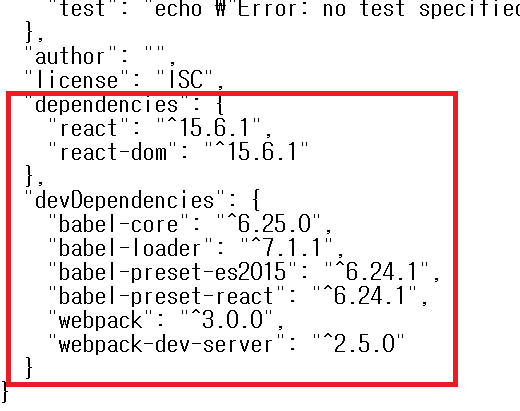 "test": "echo ₩"Error: no test specified
},
"author": "",
"license": "ISC",
"dependencies": {
"react": "^15.6.1",
"react-dom": "^15.6.1"
},
"devDependencies": {
"babel-core": "^6.25.0",
"babel-loader": "^7.1.1",
"babel-preset-es2015": "^6.24.1",
"babel-preset-react": "^6.24.1",
"webpack": "^3.0.0",
"webpack-dev-server": "^2.5.0"
}
}